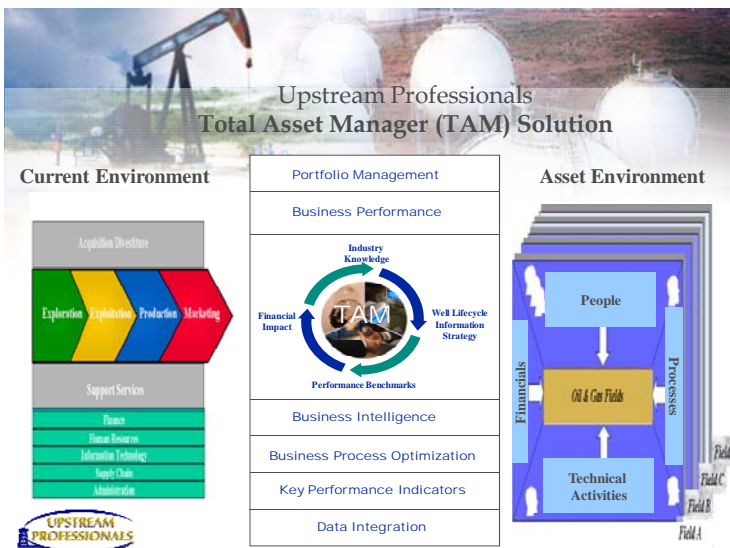 Upstream Professionals
Total Asset Manager (TAM) Solution
Current Environment
Acquisition Divestiture
Exploration
Exploitation
Production
Marketing
Support Services
Finance
Human Resources
Information Technology
Supply Chain
Administration
UPSTREAM
PROFESSIONALS
Portfolio Management
Business Performance
Industry
Knowledge
TAM
Financial
Impact
Well Lifecycle
Information
Strategy
Performance Benchmarks
Business Intelligence
Business Process Optimization
Key Performance Indicators
Data Integration
Asset Environment
People
Financials
Oil & Gas Fields
Processes
Technical
Activities
Field
Field C
Field B
Field A